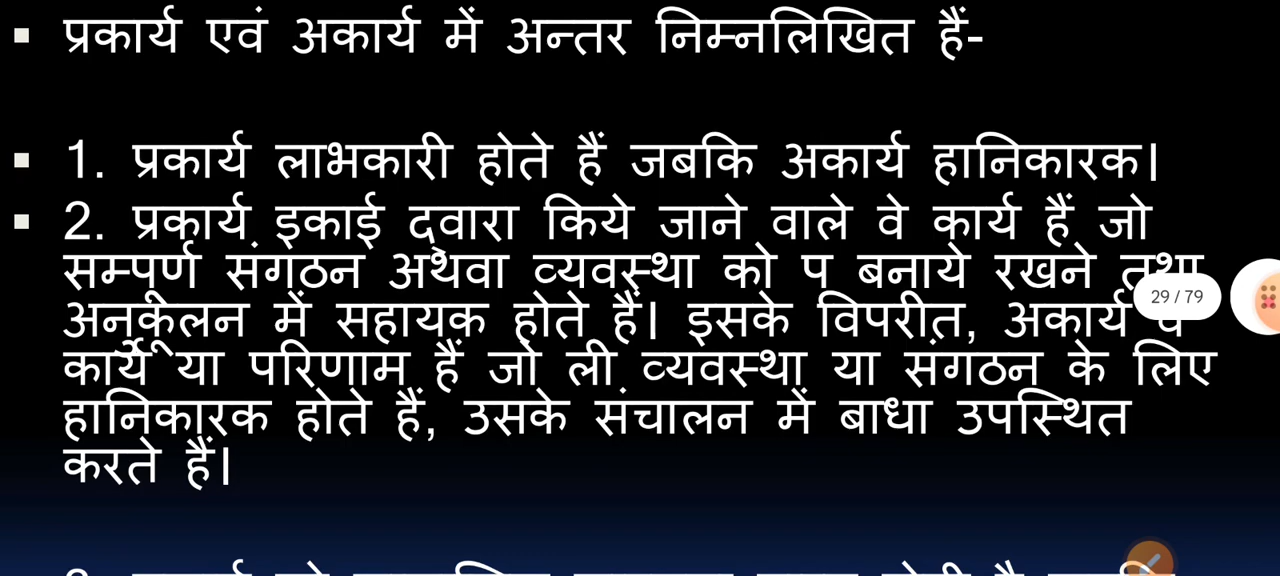 ▪ प्रकार्य एवं अकार्य में अन्तर निम्नलिखित हैं-
▪ 1. प्रकार्य लाभकारी होते हैं जबकि अकार्य हानिकारक।
▪ 2. प्रकार्य इकाई द्वारा किये जाने वाले वे कार्य हैं जो
सम्पूर्ण संगठन अथवा व्यवस्था को प बनाये रखने तथा
29 / 79
अनुकूलन में सहायक होते हैं। इसके विपरीत, अकार्य वे
कार्य या परिणाम हैं जो ली व्यवस्था या संगठन के लिए
हानिकारक होते हैं, उसके संचालन में बाधा उपस्थित
करते हैं।